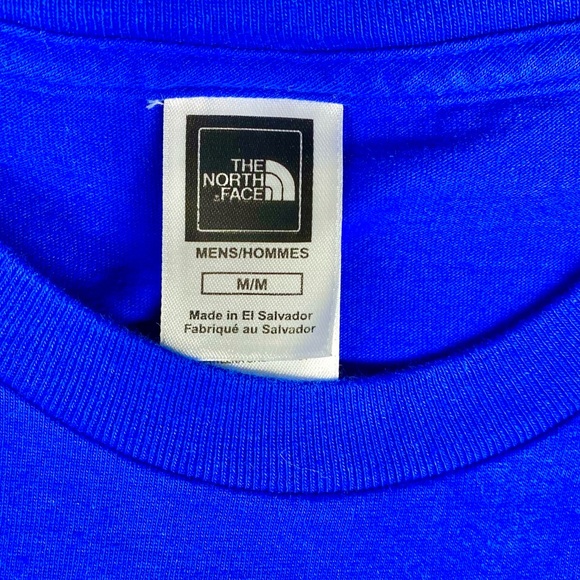 THE
NORTH
FACE
MENS/HOMMES
M/M
Made in El Salvador
Fabriqué au Salvador